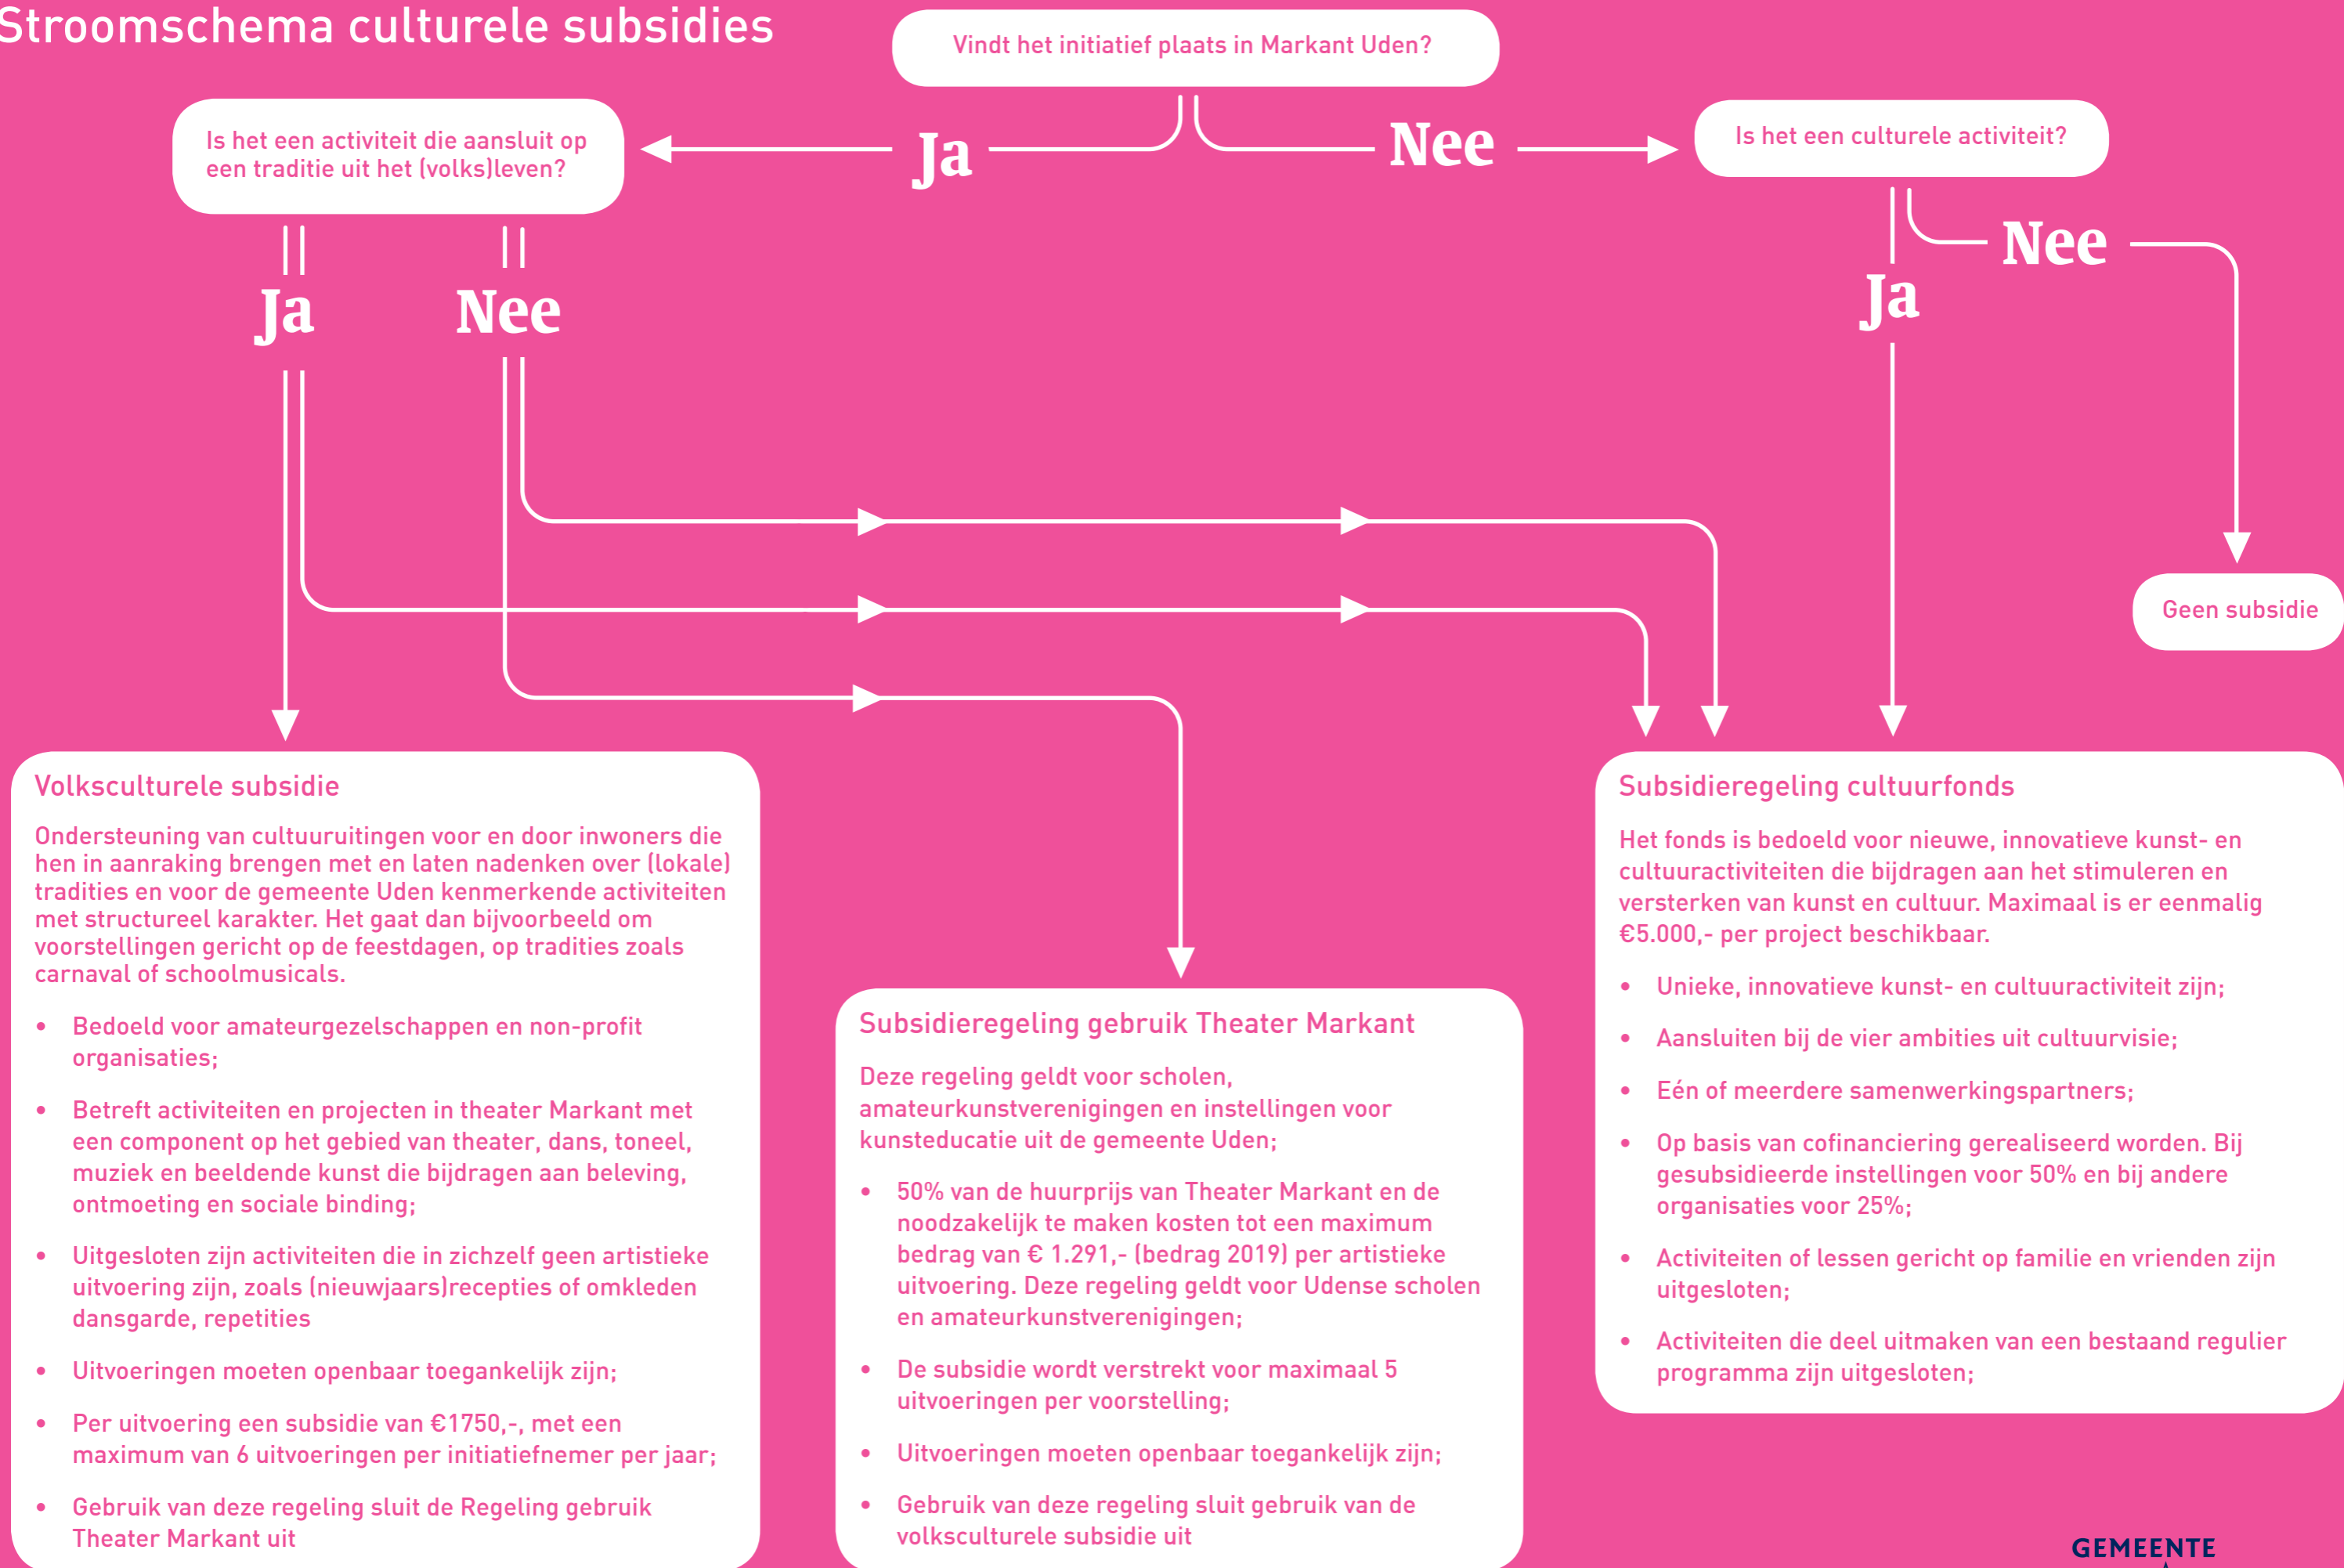 Stroomschema culturele subsidies
Vindt het initiatief plaats in Markant Uden?
Ja
Nee
Is het een activiteit die aansluit op
een traditie uit het (volks)leven?
Is het een culturele activiteit?
Ja
Nee
Ja
Nee
Geen subsidie
Volksculturele subsidie
Ondersteuning van cultuuruitingen voor en door inwoners die
hen in aanraking brengen met en laten nadenken over (lokale)
tradities en voor de gemeente Uden kenmerkende activiteiten
met structureel karakter. Het gaat dan bijvoorbeeld om
voorstellingen gericht op de feestdagen, op tradities zoals
carnaval of schoolmusicals.
• Bedoeld voor amateurgezelschappen en non-profit
organisaties;
• Betreft activiteiten en projecten in theater Markant met
een component op het gebied van theater, dans, toneel,
muziek en beeldende kunst die bijdragen aan beleving,
ontmoeting en sociale binding;
• Uitgesloten zijn activiteiten die in zichzelf geen artistieke
uitvoering zijn, zoals (nieuwjaars)recepties of omkleden
dansgarde, repetities
• Uitvoeringen moeten openbaar toegankelijk zijn;
• Per uitvoering een subsidie van €1750,-, met een
maximum van 6 uitvoeringen per initiatiefnemer per jaar;
• Gebruik van deze regeling sluit de Regeling gebruik
Theater Markant uit
Subsidieregeling gebruik Theater Markant
Deze regeling geldt voor scholen,
amateurkunstverenigingen en instellingen voor
kunsteducatie uit de gemeente Uden;
• 50% van de huurprijs van Theater Markant en de
noodzakelijk te maken kosten tot een maximum
bedrag van € 1.291,- (bedrag 2019) per artistieke
uitvoering. Deze regeling geldt voor Udense scholen
en amateurkunstverenigingen;
• De subsidie wordt verstrekt voor maximaal 5
uitvoeringen per voorstelling;
• Uitvoeringen moeten openbaar toegankelijk zijn;
• Gebruik van deze regeling sluit gebruik van de
volksculturele subsidie uit
Subsidieregeling cultuurfonds
Het fonds is bedoeld voor nieuwe, innovatieve kunst- en
cultuuractiviteiten die bijdragen aan het stimuleren en
versterken van kunst en cultuur. Maximaal is er eenmalig
€5.000,- per project beschikbaar.
• Unieke, innovatieve kunst- en cultuuractiviteit zijn;
• Aansluiten bij de vier ambities uit cultuurvisie;
• Eén of meerdere samenwerkingspartners;
• Op basis van cofinanciering gerealiseerd worden. Bij
gesubsidieerde instellingen voor 50% en bij andere
organisaties voor 25%;
• Activiteiten of lessen gericht op familie en vrienden zijn
uitgesloten;
• Activiteiten die deel uitmaken van een bestaand regulier
programma zijn uitgesloten;
GEMEENTE